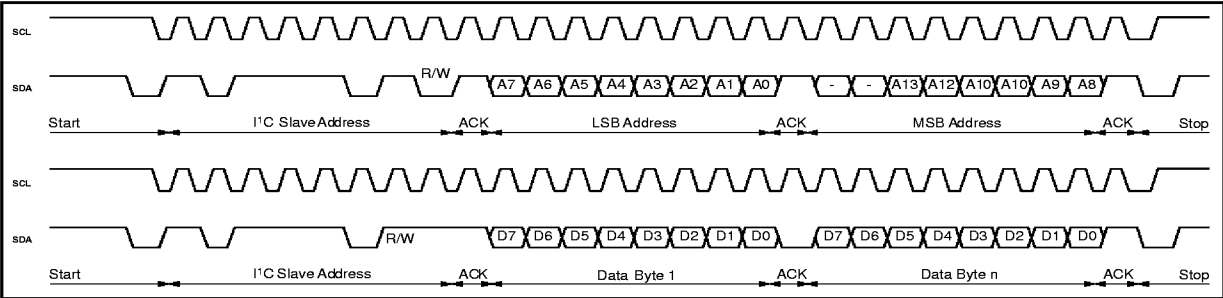 SCL
SDA R/W A7 A6 A5 A4 A3 A2 A1 A0 - - A13 A12 A10 A10 A9 A8
Start I¹C Slave Address ACK LSB Address ACK MSB Address ACK Stop
SCL
SDA R/W D7 D6 D5 D4 D3 D2 D1 D0 D7 D6 D5 D4 D3 D2 D1 D0
Start I¹C Slave Address ACK Data Byte 1 ACK Data Byte n ACK Stop